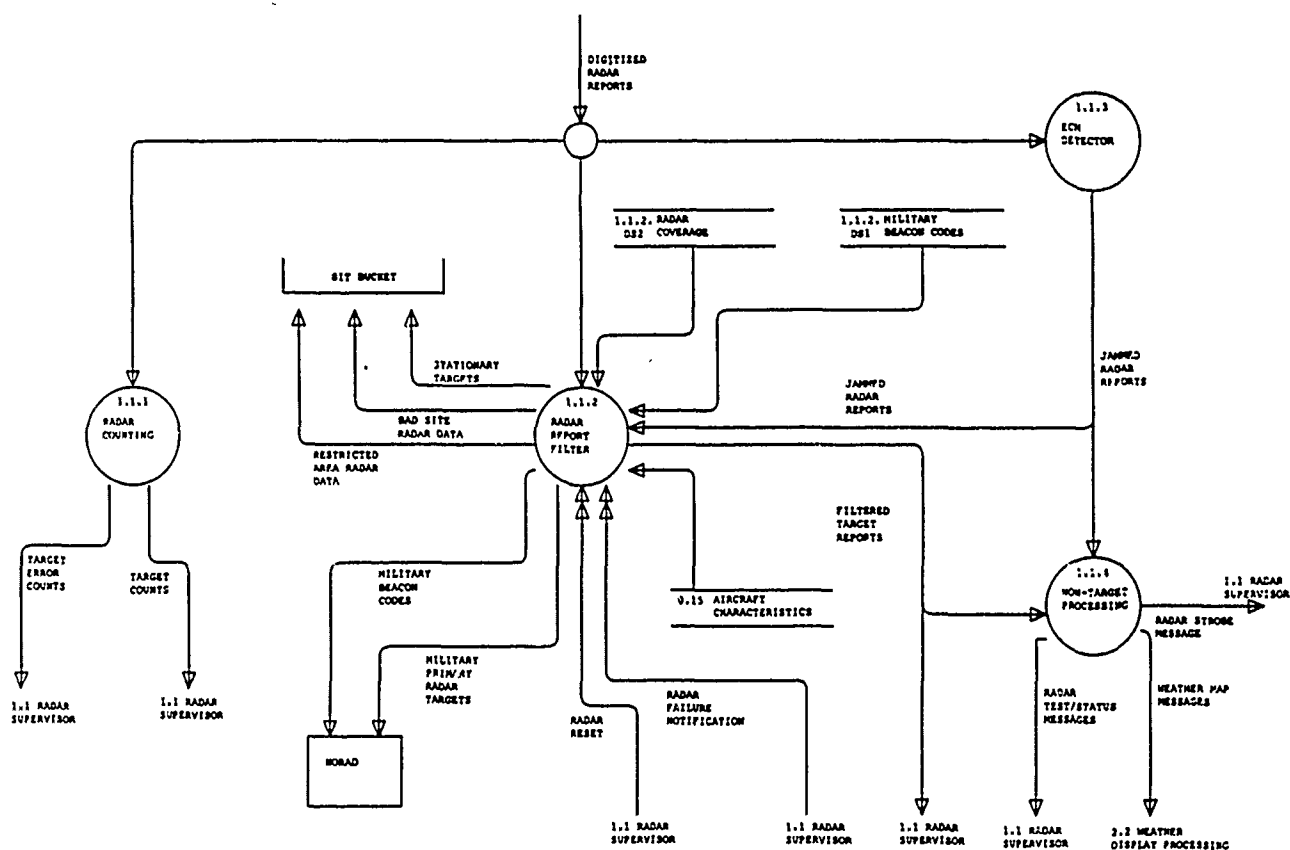 DIGITIZED
RADAR
REPORTS
1.1.3
ECM
DETECTOR
1.1.2. RADAR
DS2 COVERAGE
1.1.2. MILITARY
DS1 BEACON CODES
BIT BUCKET
STATIONARY
TARGETS
JAMMED
RADAR
REPORTS
JAMMED
RADAR
REPORTS
1.1.1
RADAR
COUNTING
1.1.2
RADAR
REPORT
FILTER
BAD SITE
RADAR DATA
RESTRICTED
AREA RADAR
DATA
FILTERED
TARGET
REPORTS
TARGET
ERROR
COUNTS
TARGET
COUNTS
MILITARY
BEACON
CODES
0.15 AIRCRAFT
CHARACTERISTICS
1.1.4
NON-TARGET
PROCESSING
1.1 RADAR
SUPERVISOR
RADAR STROBE
MESSAGE
MILITARY
PRIMARY
RADAR
TARGETS
RADAR
FAILURE
NOTIFICATION
RADAR
TEST/STATUS
MESSAGES
WEATHER MAP
MESSAGES
1.1 RADAR
SUPERVISOR
1.1 RADAR
SUPERVISOR
RADAR
RESET
NORAD
1.1 RADAR
SUPERVISOR
1.1 RADAR
SUPERVISOR
1.1 RADAR
SUPERVISOR
1.1 RADAR
SUPERVISOR
2.2 WEATHER
DISPLAY PROCESSING